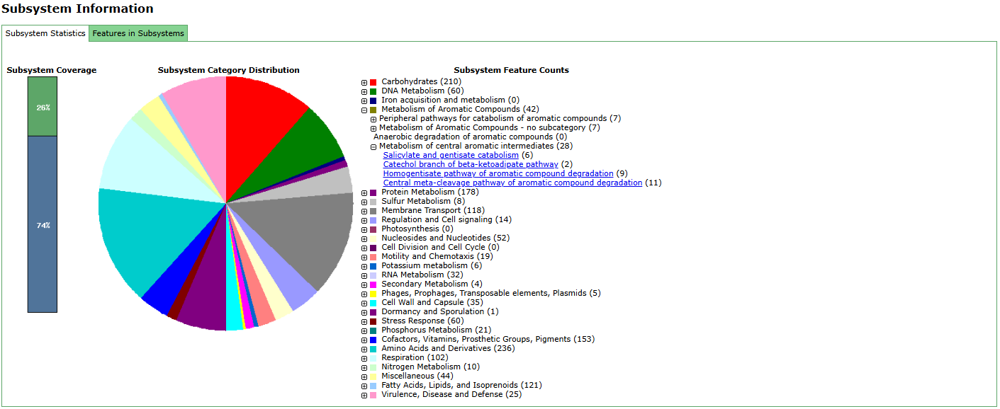 Subsystem Information
Subsystem Statistics
Features in Subsystems
Subsystem Coverage
26%
74%
Subsystem Category Distribution
Subsystem Feature Counts
Carbohydrates (210)
DNA Metabolism (60)
Iron acquisition and metabolism (0)
Metabolism of Aromatic Compounds (42)
Peripheral pathways for catabolism of aromatic compounds (7)
Metabolism of Aromatic Compounds - no subcategory (7)
Anaerobic degradation of aromatic compounds (0)
Metabolism of central aromatic intermediates (28)
Salicylate and gentisate catabolism (6)
Catechol branch of beta-ketoadipate pathway (2)
Homogentisate pathway of aromatic compound degradation (9)
Central meta-cleavage pathway of aromatic compound degradation (11)
Protein Metabolism (178)
Sulfur Metabolism (8)
Membrane Transport (118)
Regulation and Cell signaling (14)
Photosynthesis (0)
Nucleosides and Nucleotides (52)
Cell Division and Cell Cycle (0)
Motility and Chemotaxis (19)
Potassium metabolism (6)
RNA Metabolism (32)
Secondary Metabolism (4)
Phages, Prophages, Transposable elements, Plasmids (5)
Cell Wall and Capsule (35)
Dormancy and Sporulation (1)
Stress Response (60)
Phosphorus Metabolism (21)
Cofactors, Vitamins, Prosthetic Groups, Pigments (153)
Amino Acids and Derivatives (236)
Respiration (102)
Nitrogen Metabolism (10)
Miscellaneous (44)
Fatty Acids, Lipids, and Isoprenoids (121)
Virulence, Disease and Defense (25)